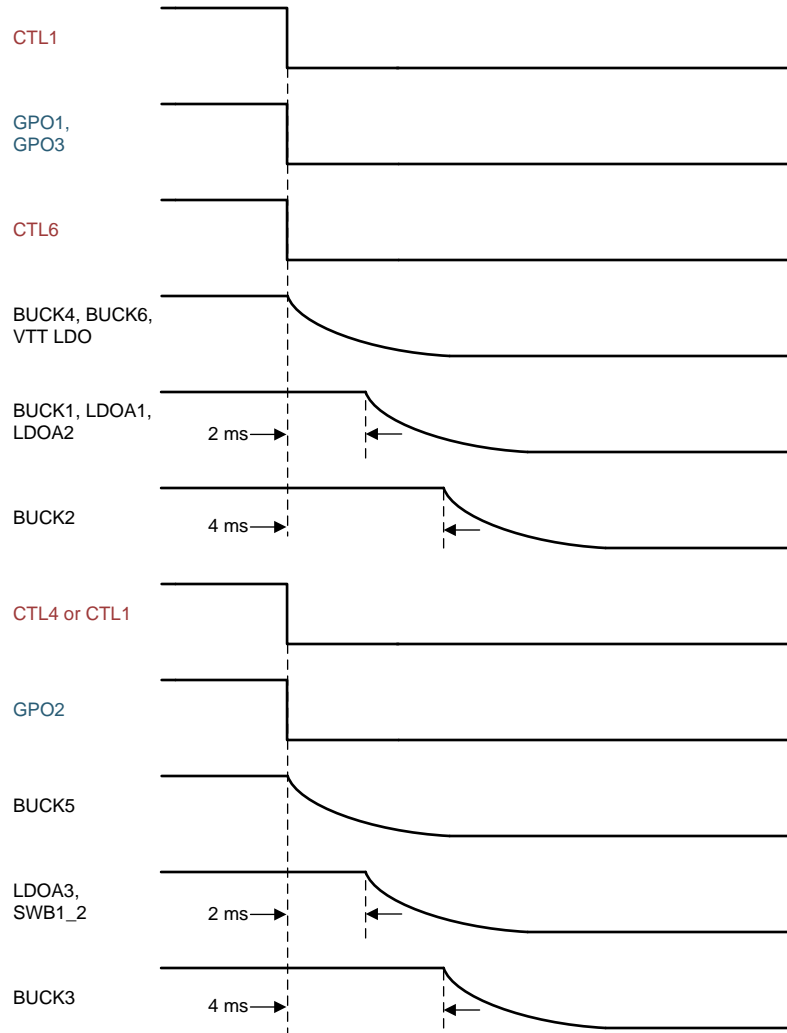 CTL1
GPO1,
GPO3
CTL6
BUCK4, BUCK6,
VTT LDO
BUCK1, LDOA1,
LDOA2
2 ms
BUCK2
4 ms
CTL4 or CTL1
GPO2
BUCK5
LDOA3,
SWB1_2
2 ms
BUCK3
4 ms